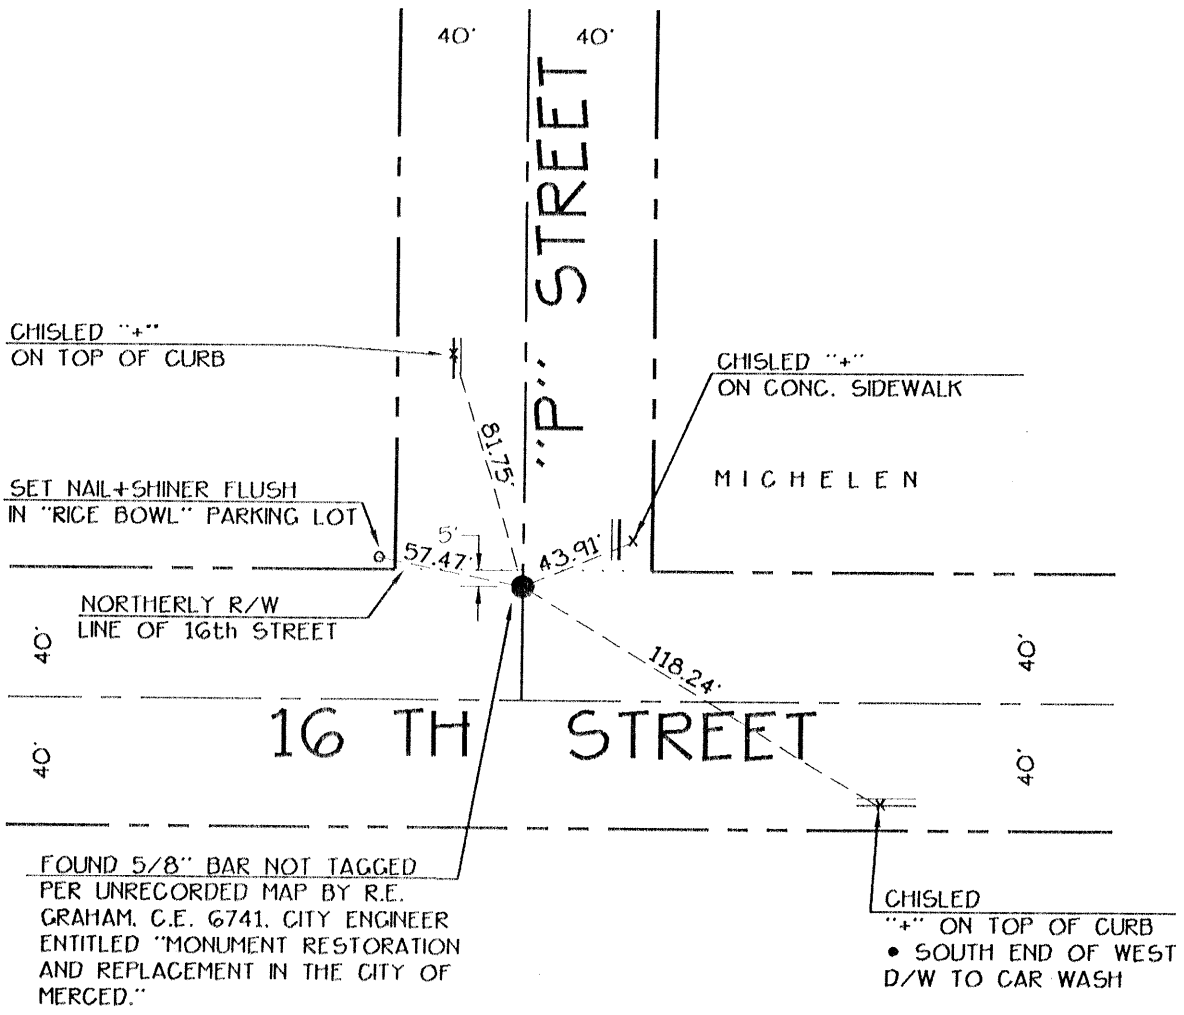 40' 40'
"P" STREET
CHISLED "+"
ON TOP OF CURB
CHISLED "+"
ON CONC. SIDEWALK
81.75'
MICHELEN
SET NAIL+SHINER FLUSH
IN "RICE BOWL" PARKING LOT
5'
57.47'
43.91'
NORTHERLY R/W
LINE OF 16th STREET
40'
40'
118.24'
16 TH STREET
40'
40'
FOUND 5/8" BAR NOT TAGGED
PER UNRECORDED MAP BY R.E.
GRAHAM. C.E. 6741. CITY ENGINEER
ENTITLED "MONUMENT RESTORATION
AND REPLACEMENT IN THE CITY OF
MERCED."
CHISLED
"+" ON TOP OF CURB
● SOUTH END OF WEST
D/W TO CAR WASH